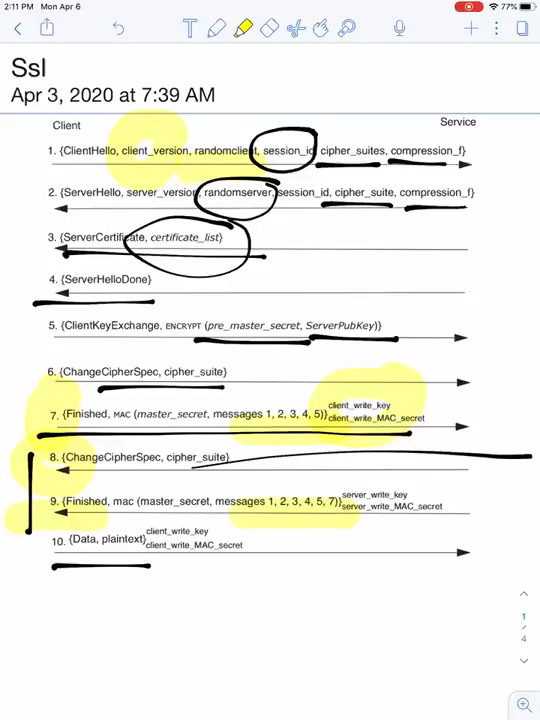 2:11 PM Mon Apr 6 77%
Ssl
Apr 3, 2020 at 7:39 AM
Client Service
1. {ClientHello, client_version, randomclient, session_id, cipher_suites, compression_f}
2. {ServerHello, server_version, randomserver, session_id, cipher_suite, compression_f}
3. {ServerCertificate, certificate_list}
4. {ServerHelloDone}
5. {ClientKeyExchange, ENCRYPT (pre_master_secret, ServerPubKey)}
6. {ChangeCipherSpec, cipher_suite}
7. {Finished, MAC (master_secret, messages 1, 2, 3, 4, 5)} client_write_key
client_write_MAC_secret
8. {ChangeCipherSpec, cipher_suite}
9. {Finished, mac (master_secret, messages 1, 2, 3, 4, 5, 7)} server_write_key
server_write_MAC_secret
10. {Data, plaintext} client_write_key
client_write_MAC_secret
1
/
4